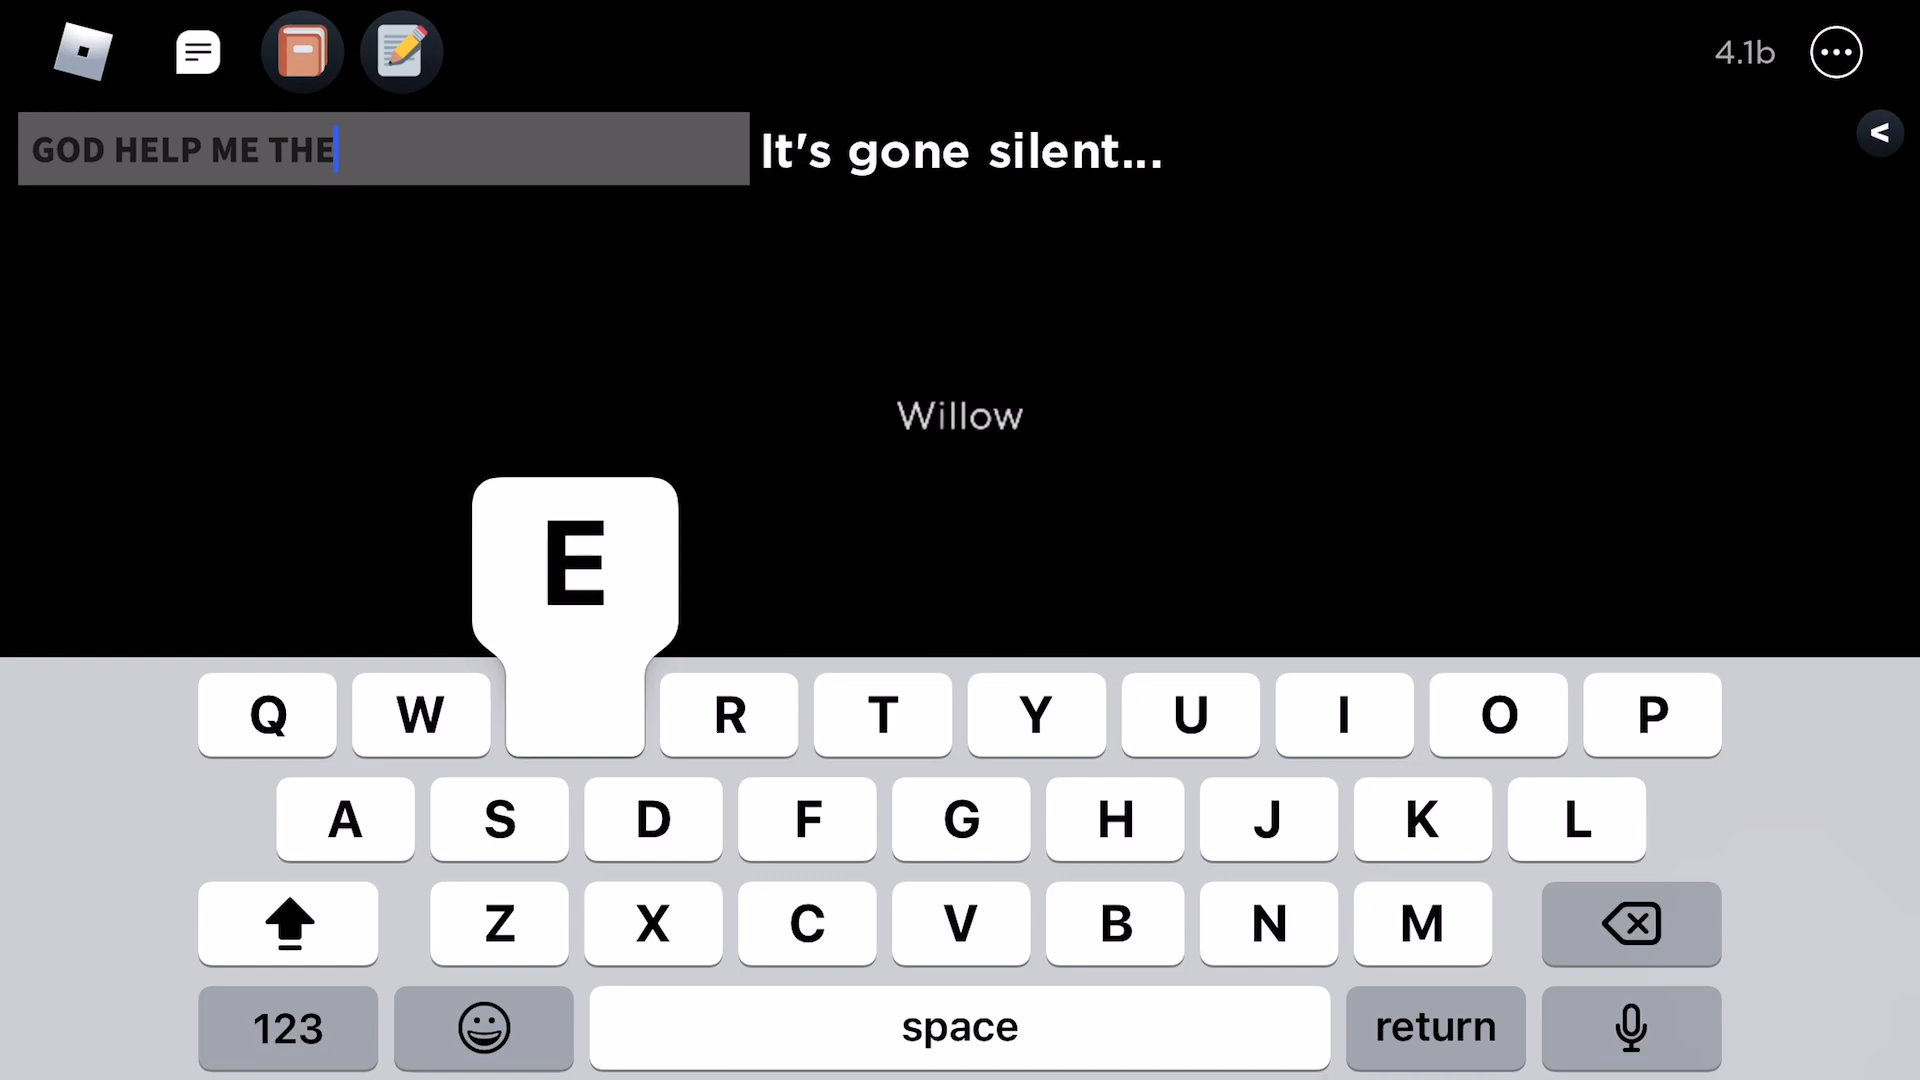 4.1b
GOD HELP ME THE
It's gone silent...
<
Willow
E
Q W R T Y U I O P
A S D F G H J K L
Z X C V B N M
123 space return